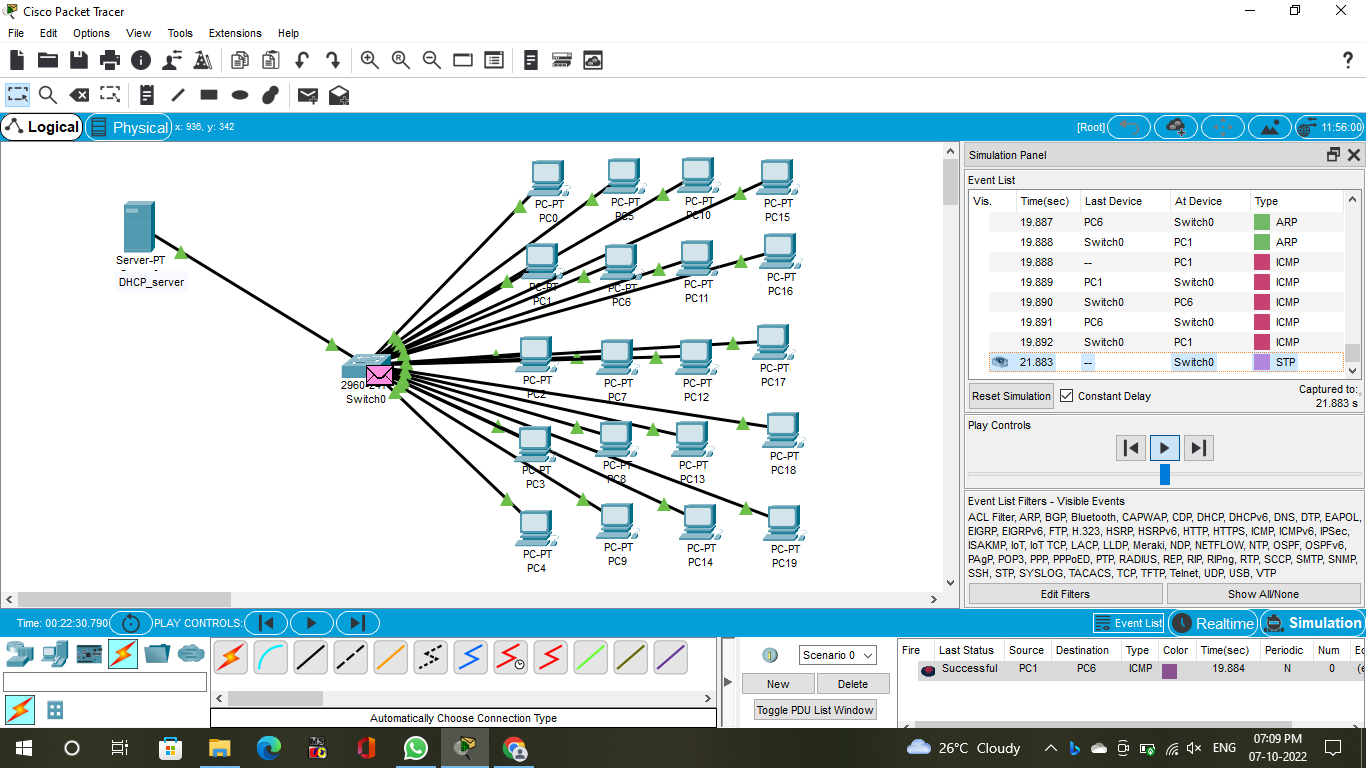 Cisco Packet Tracer
File Edit Options View Tools Extensions Help
?
Logical Physical x: 936, y: 342 [Root] 11:56:00
PC-PT PC-PT PC-PT PC-PT
PC0 PC5 PC10 PC15
Server-PT
DHCP_server
PC-PT PC-PT PC-PT PC-PT
PC1 PC6 PC11 PC16
PC-PT PC-PT PC-PT PC-PT
PC2 PC7 PC12 PC17
Switch0
PC-PT PC-PT PC-PT PC-PT
PC3 PC8 PC13 PC18
PC-PT PC-PT PC-PT PC-PT
PC4 PC9 PC14 PC19
Simulation Panel
Event List
Vis. Time(sec) Last Device At Device Type
19.887 PC6 Switch0 ARP
19.888 Switch0 PC1 ARP
19.888 -- PC1 ICMP
19.889 PC1 Switch0 ICMP
19.890 Switch0 PC6 ICMP
19.891 PC6 Switch0 ICMP
19.892 Switch0 PC1 ICMP
21.883 -- Switch0 STP
Reset Simulation Constant Delay Captured to:
21.883 s
Play Controls
Event List Filters - Visible Events
ACL Filter, ARP, BGP, Bluetooth, CAPWAP, CDP, DHCP, DHCPv6, DNS, DTP, EAPOL,
EIGRP, EIGRPv6, FTP, H.323, HSRP, HSRPv6, HTTP, HTTPS, ICMP, ICMPv6, IPSec,
ISAKMP, IoT, IoT TCP, LACP, LLDP, Meraki, NDP, NETFLOW, NTP, OSPF, OSPFv6,
PAgP, POP3, PPP, PPPoED, PTP, RADIUS, REP, RIP, RIPng, RTP, SCCP, SMTP, SNMP,
SSH, STP, SYSLOG, TACACS, TCP, TFTP, Telnet, UDP, USB, VTP
Edit Filters Show All/None
Time: 00:22:30.790 PLAY CONTROLS: Event List Realtime Simulation
Scenario 0
New Delete
Toggle PDU List Window
Fire Last Status Source Destination Type Color Time(sec) Periodic Num
Successful PC1 PC6 ICMP 19.884 N 0
Automatically Choose Connection Type
26°C Cloudy ENG 07:09 PM
07-10-2022